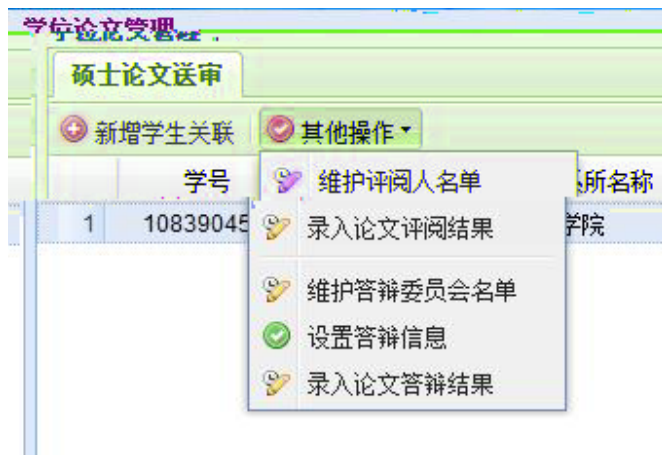 学位论文管理
硕士论文送审
新增学生关联 其他操作
学号 所名称
1 10839045 学院
维护评阅人名单
录入论文评阅结果
维护答辩委员会名单
设置答辩信息
录入论文答辩结果